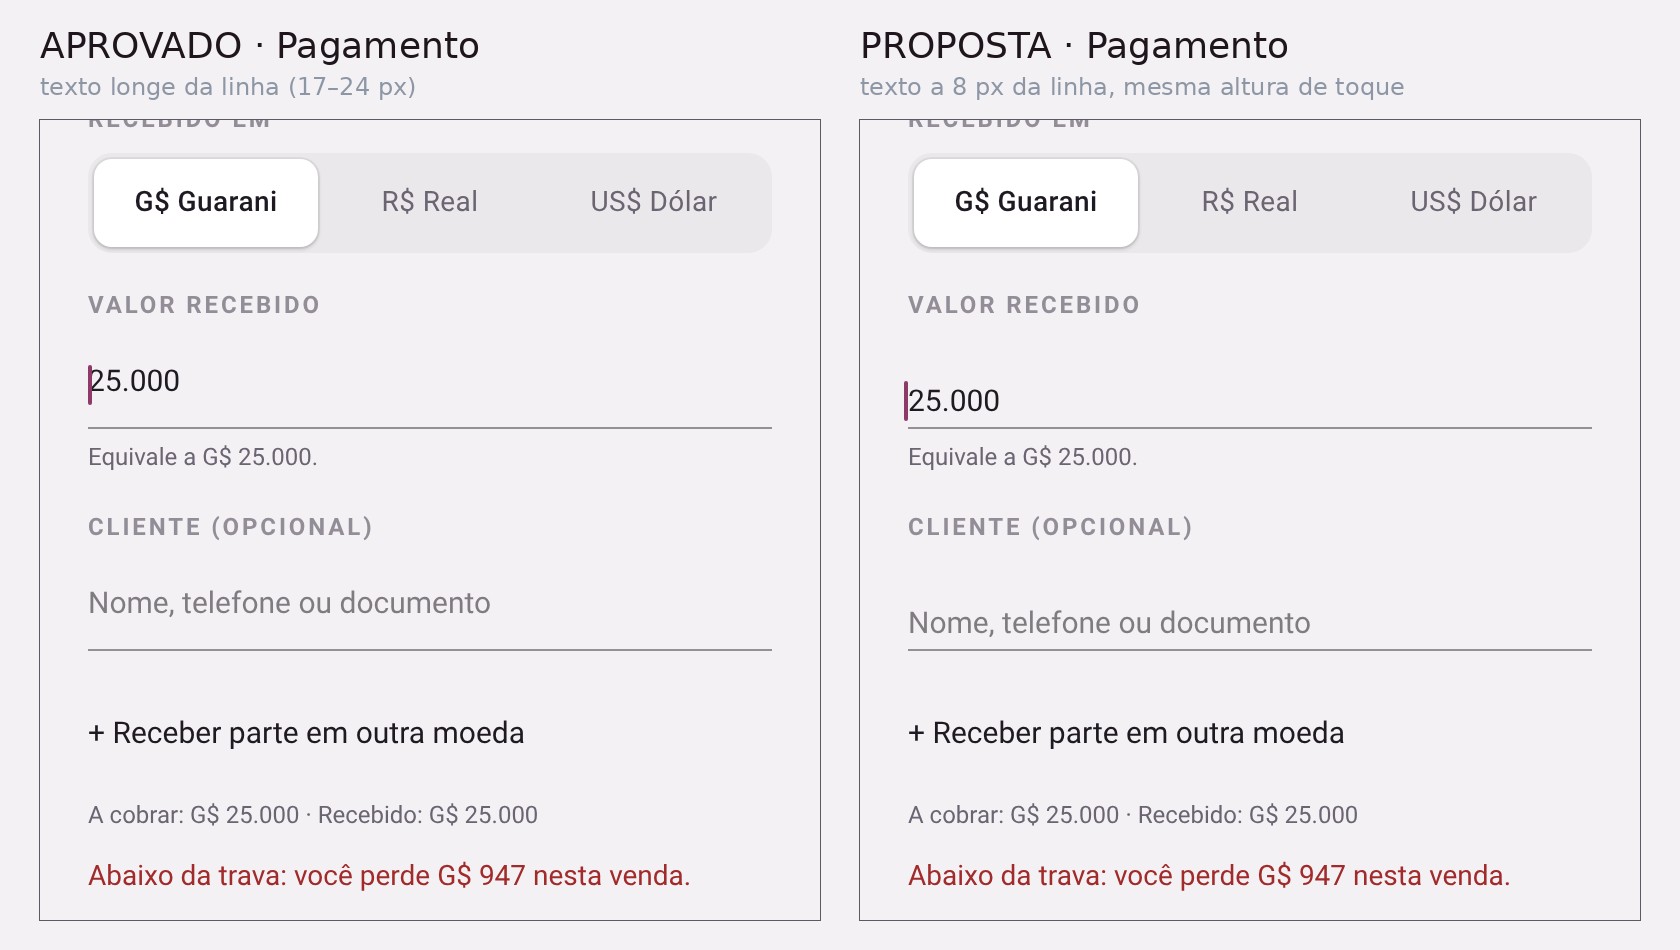 APROVADO · Pagamento
texto longe da linha (17–24 px)
RECEBIDO EM
G$ Guarani
R$ Real
US$ Dólar
VALOR RECEBIDO
25.000
Equivale a G$ 25.000.
CLIENTE (OPCIONAL)
Nome, telefone ou documento
+ Receber parte em outra moeda
A cobrar: G$ 25.000 · Recebido: G$ 25.000
Abaixo da trava: você perde G$ 947 nesta venda.
PROPOSTA · Pagamento
texto a 8 px da linha, mesma altura de toque
RECEBIDO EM
G$ Guarani
R$ Real
US$ Dólar
VALOR RECEBIDO
25.000
Equivale a G$ 25.000.
CLIENTE (OPCIONAL)
Nome, telefone ou documento
+ Receber parte em outra moeda
A cobrar: G$ 25.000 · Recebido: G$ 25.000
Abaixo da trava: você perde G$ 947 nesta venda.